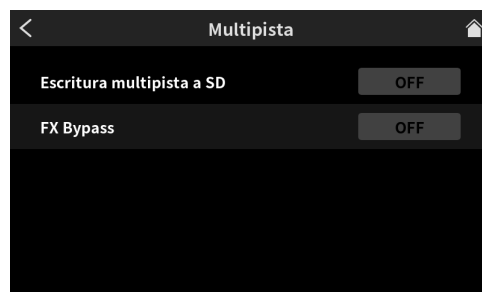 Multipista
Escritura multipista a SD
OFF
FX Bypass
OFF